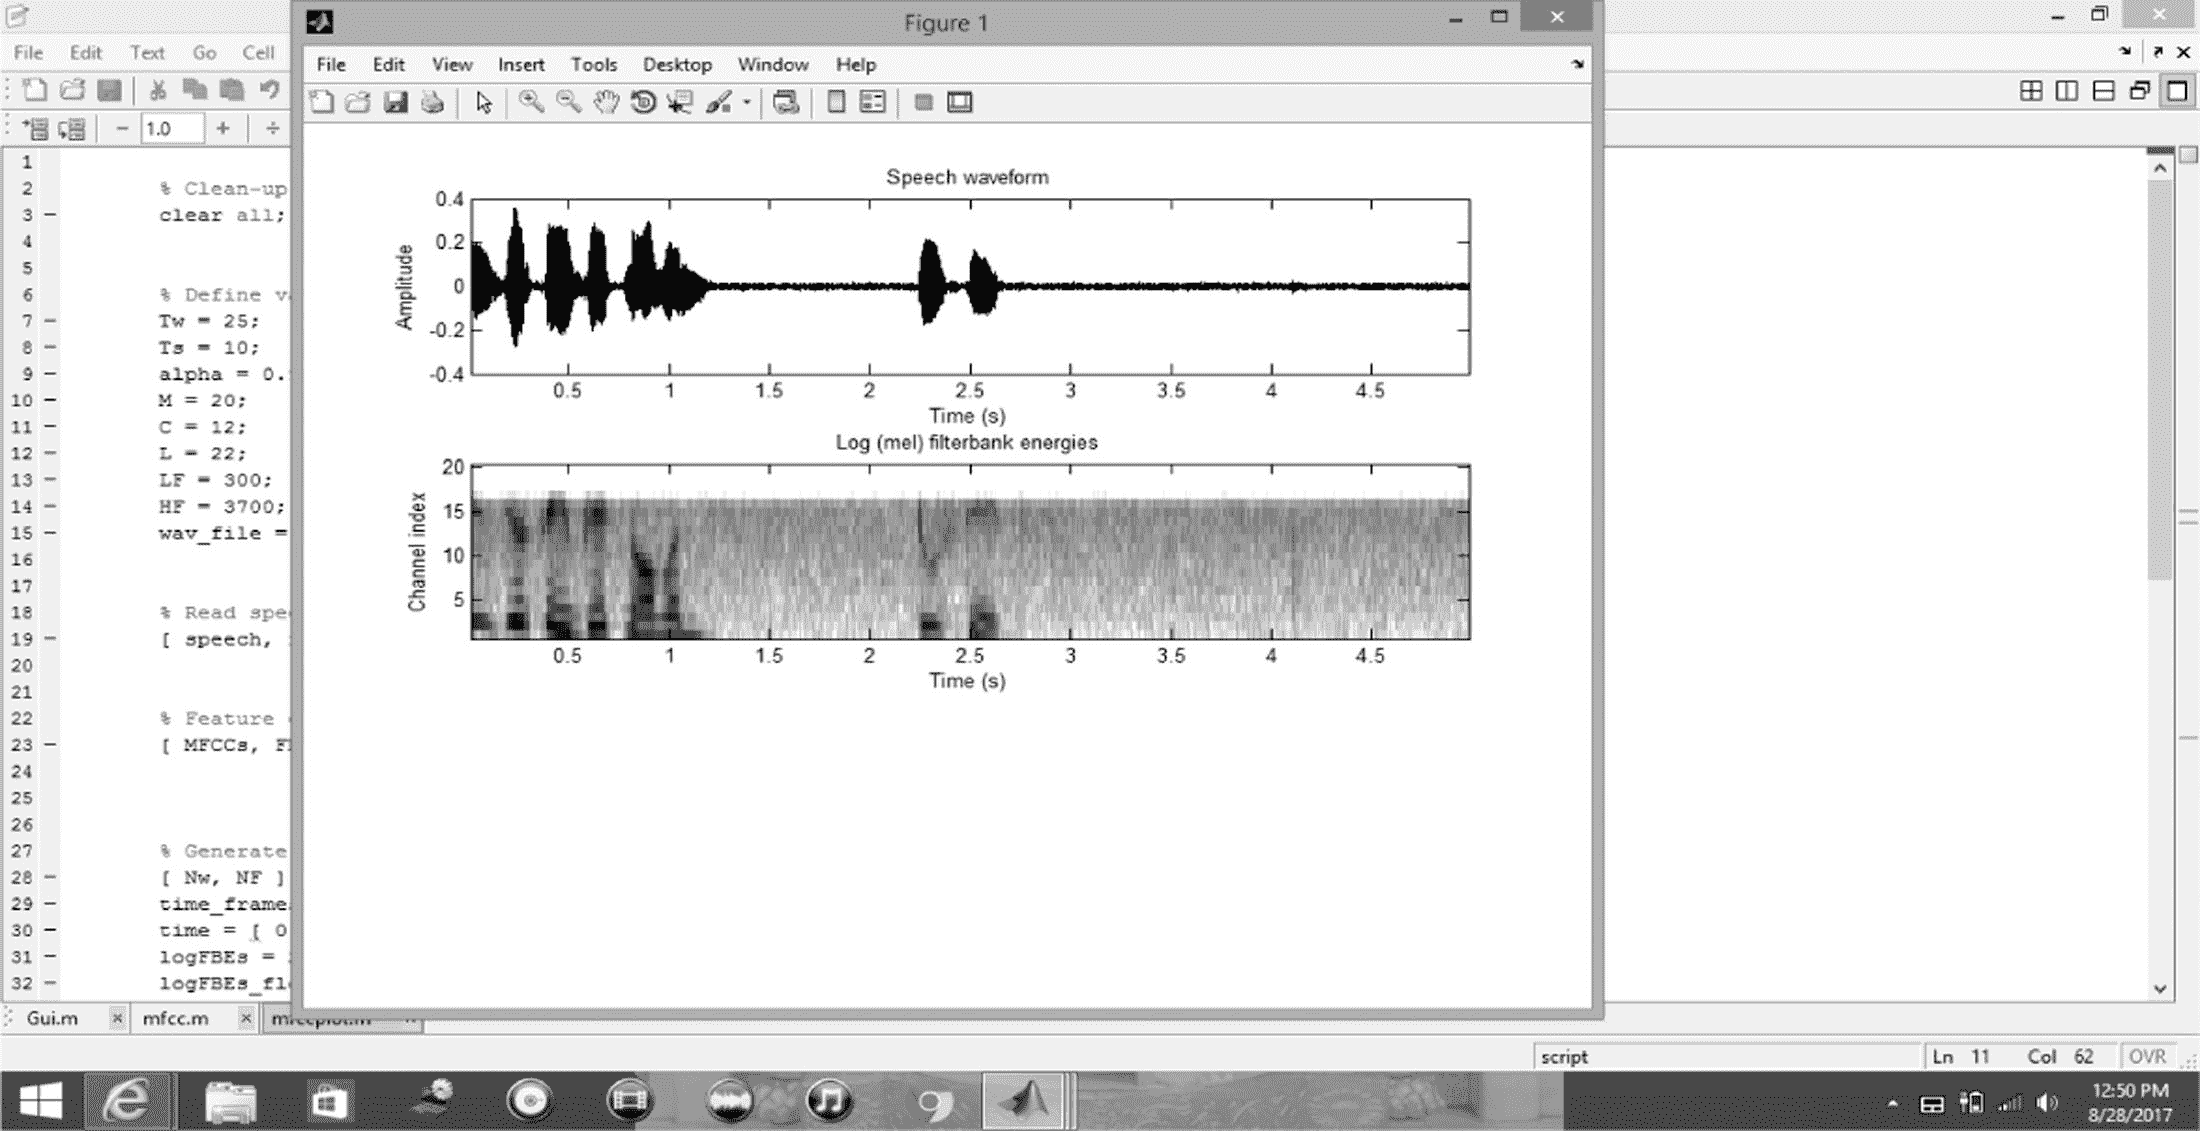 Figure 1
File Edit Text Go Cell
File Edit View Insert Tools Desktop Window Help
1.0
1
2 % Clean-up
3 clear all;
4
5
6 % Define
7 Tw = 25;
8 Ts = 10;
9 alpha = 0.
10 M = 20;
11 C = 12;
12 L = 22;
13 LF = 300;
14 HF = 3700;
15 wav_file =
16
17
18 % Read
19 [ speech,
20
21
22 % Feature
23 [ MFCCs,
24
25
26
27 % Generate
28 [ Nw, NF ]
29 time_frame
30 time = [ 0
31 logFBEs =
32 logFBEs_fl
Speech waveform
0.4
0.2
0
-0.2
-0.4
Amplitude
0.5 1 1.5 2 2.5 3 3.5 4 4.5
Time (s)
Log (mel) filterbank energies
20
15
10
5
Channel index
0.5 1 1.5 2 2.5 3 3.5 4 4.5
Time (s)
Gui.m mfcc.m mfccplot.m
script Ln 11 Col 62 OVR
12:50 PM
8/28/2017